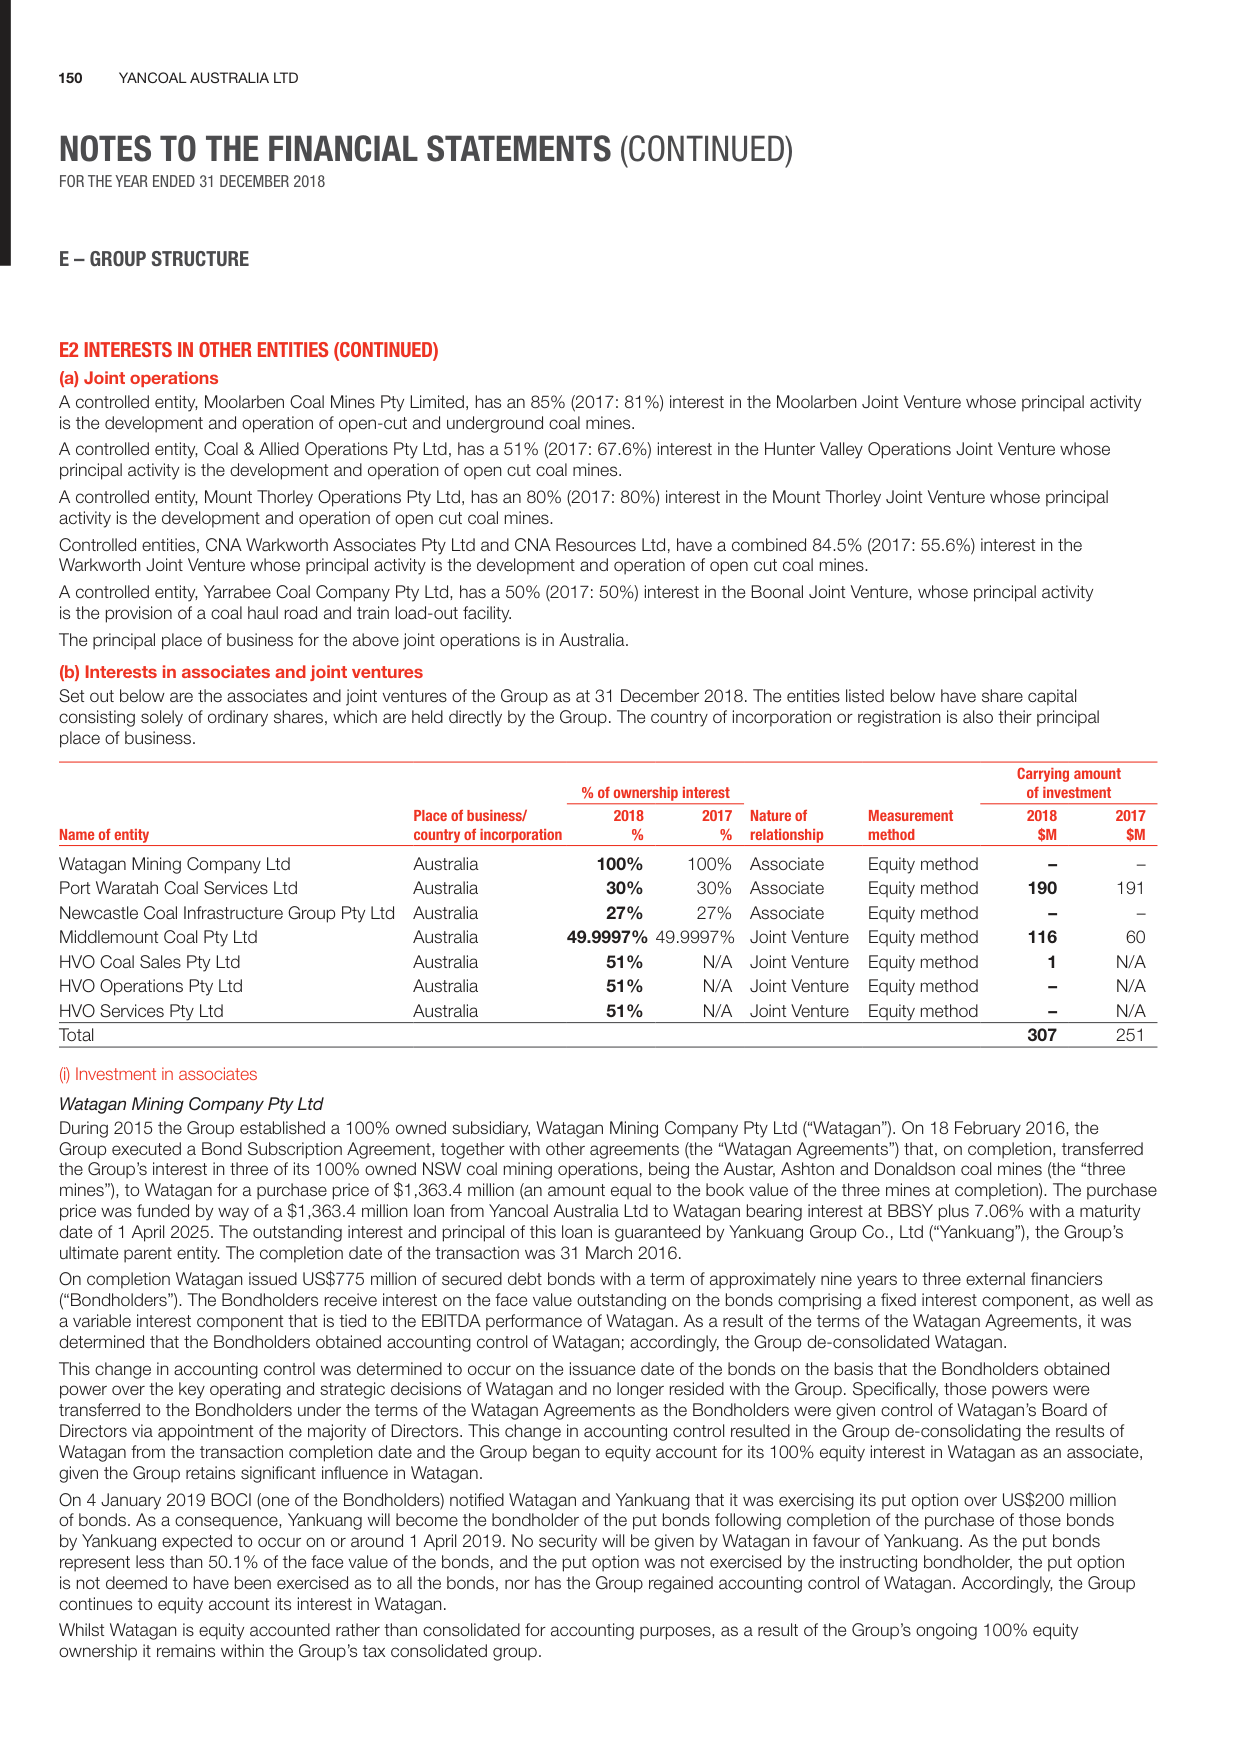 150 YANCOAL AUSTRALIA LTD
NOTES TO THE FINANCIAL STATEMENTS (CONTINUED)
FOR THE YEAR ENDED 31 DECEMBER 2018
E – GROUP STRUCTURE
E2 INTERESTS IN OTHER ENTITIES (CONTINUED)
(a) Joint operations
A controlled entity, Moolarben Coal Mines Pty Limited, has an 85% (2017: 81%) interest in the Moolarben Joint Venture whose principal activity
is the development and operation of open-cut and underground coal mines.
A controlled entity, Coal & Allied Operations Pty Ltd, has a 51% (2017: 67.6%) interest in the Hunter Valley Operations Joint Venture whose
principal activity is the development and operation of open cut coal mines.
A controlled entity, Mount Thorley Operations Pty Ltd, has an 80% (2017: 80%) interest in the Mount Thorley Joint Venture whose principal
activity is the development and operation of open cut coal mines.
Controlled entities, CNA Warkworth Associates Pty Ltd and CNA Resources Ltd, have a combined 84.5% (2017: 55.6%) interest in the
Warkworth Joint Venture whose principal activity is the development and operation of open cut coal mines.
A controlled entity, Yarrabee Coal Company Pty Ltd, has a 50% (2017: 50%) interest in the Boonal Joint Venture, whose principal activity
is the provision of a coal haul road and train load-out facility.
The principal place of business for the above joint operations is in Australia.
(b) Interests in associates and joint ventures
Set out below are the associates and joint ventures of the Group as at 31 December 2018. The entities listed below have share capital
consisting solely of ordinary shares, which are held directly by the Group. The country of incorporation or registration is also their principal
place of business.
Carrying amount
% of ownership interest of investment
Place of business/ 2018 2017 Nature of Measurement 2018 2017
Name of entity country of incorporation % % relationship method $M $M
Watagan Mining Company Ltd Australia 100% 100% Associate Equity method – –
Port Waratah Coal Services Ltd Australia 30% 30% Associate Equity method 190 191
Newcastle Coal Infrastructure Group Pty Ltd Australia 27% 27% Associate Equity method – –
Middlemount Coal Pty Ltd Australia 49.9997% 49.9997% Joint Venture Equity method 116 60
HVO Coal Sales Pty Ltd Australia 51% N/A Joint Venture Equity method 1 N/A
HVO Operations Pty Ltd Australia 51% N/A Joint Venture Equity method – N/A
HVO Services Pty Ltd Australia 51% N/A Joint Venture Equity method – N/A
Total 307 251
(i) Investment in associates
Watagan Mining Company Pty Ltd
During 2015 the Group established a 100% owned subsidiary, Watagan Mining Company Pty Ltd (“Watagan”). On 18 February 2016, the
Group executed a Bond Subscription Agreement, together with other agreements (the “Watagan Agreements”) that, on completion, transferred
the Group’s interest in three of its 100% owned NSW coal mining operations, being the Austar, Ashton and Donaldson coal mines (the “three
mines”), to Watagan for a purchase price of $1,363.4 million (an amount equal to the book value of the three mines at completion). The purchase
price was funded by way of a $1,363.4 million loan from Yancoal Australia Ltd to Watagan bearing interest at BBSY plus 7.06% with a maturity
date of 1 April 2025. The outstanding interest and principal of this loan is guaranteed by Yankuang Group Co., Ltd (“Yankuang”), the Group’s
ultimate parent entity. The completion date of the transaction was 31 March 2016.
On completion Watagan issued US$775 million of secured debt bonds with a term of approximately nine years to three external financiers
(“Bondholders”). The Bondholders receive interest on the face value outstanding on the bonds comprising a fixed interest component, as well as
a variable interest component that is tied to the EBITDA performance of Watagan. As a result of the terms of the Watagan Agreements, it was
determined that the Bondholders obtained accounting control of Watagan; accordingly, the Group de-consolidated Watagan.
This change in accounting control was determined to occur on the issuance date of the bonds on the basis that the Bondholders obtained
power over the key operating and strategic decisions of Watagan and no longer resided with the Group. Specifically, those powers were
transferred to the Bondholders under the terms of the Watagan Agreements as the Bondholders were given control of Watagan’s Board of
Directors via appointment of the majority of Directors. This change in accounting control resulted in the Group de-consolidating the results of
Watagan from the transaction completion date and the Group began to equity account for its 100% equity interest in Watagan as an associate,
given the Group retains significant influence in Watagan.
On 4 January 2019 BOCI (one of the Bondholders) notified Watagan and Yankuang that it was exercising its put option over US$200 million
of bonds. As a consequence, Yankuang will become the bondholder of the put bonds following completion of the purchase of those bonds
by Yankuang expected to occur on or around 1 April 2019. No security will be given by Watagan in favour of Yankuang. As the put bonds
represent less than 50.1% of the face value of the bonds, and the put option was not exercised by the instructing bondholder, the put option
is not deemed to have been exercised as to all the bonds, nor has the Group regained accounting control of Watagan. Accordingly, the Group
continues to equity account its interest in Watagan.
Whilst Watagan is equity accounted rather than consolidated for accounting purposes, as a result of the Group’s ongoing 100% equity
ownership it remains within the Group’s tax consolidated group.